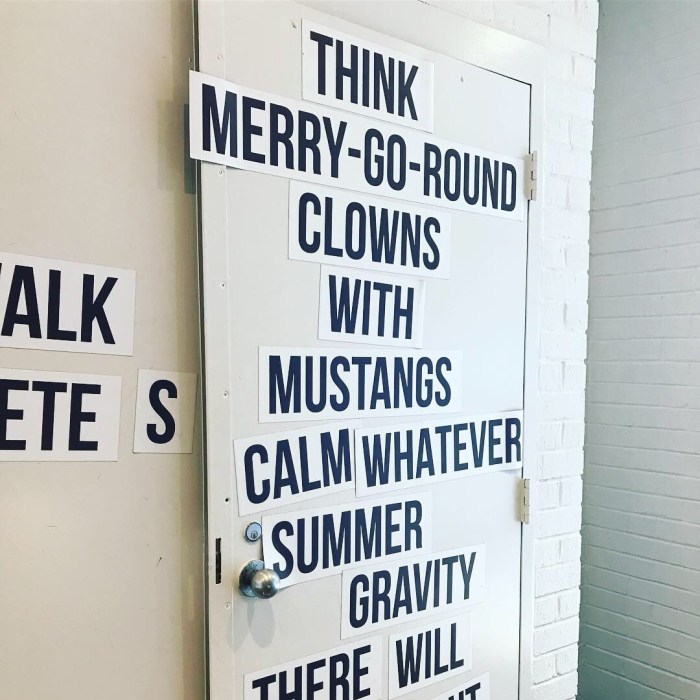 THINK
MERRY-GO-ROUND
CLOWNS
WITH
MUSTANGS
CALM WHATEVER
SUMMER
GRAVITY
THERE WILL
ALK
ETE S